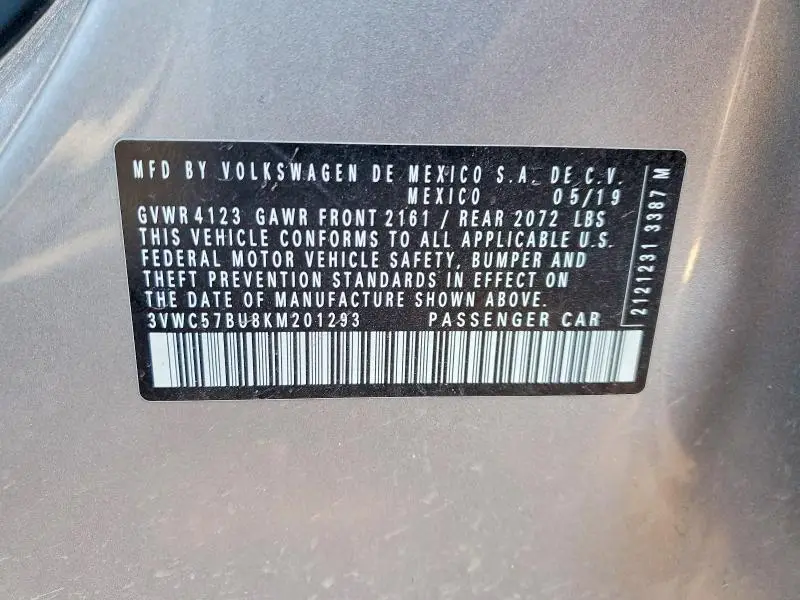 MFD BY VOLKSWAGEN DE MEXICO S.A. DE C.V.
MEXICO 05/19
GVWR 4123 GAWR FRONT 2161 / REAR 2072 LBS
THIS VEHICLE CONFORMS TO ALL APPLICABLE U.S.
FEDERAL MOTOR VEHICLE SAFETY, BUMPER AND
THEFT PREVENTION STANDARDS IN EFFECT ON
THE DATE OF MANUFACTURE SHOWN ABOVE.
3VWC57BU8KM201293 PASSENGER CAR
2121231 3387 M